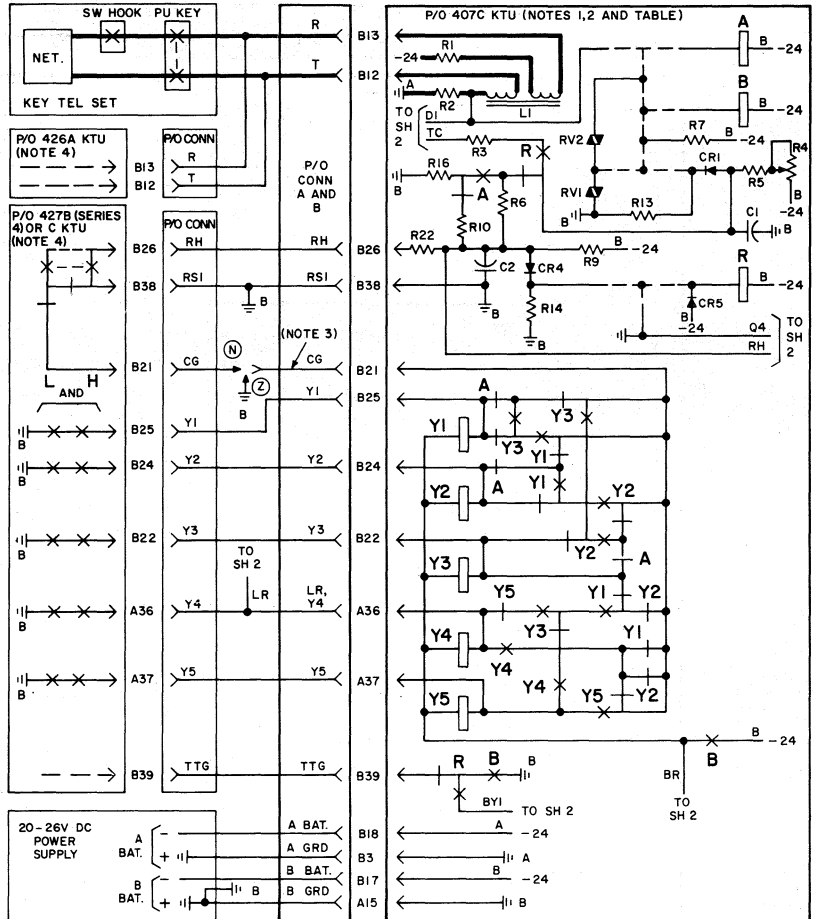 SW HOOK PU KEY
NET.
KEY TEL SET
R
T
B13
B12
P/O 407C KTU (NOTES 1,2 AND TABLE)
-24
R1
A
R2
L1
TO SH 2
D1
TC
R3
A
B
-24
B
B
-24
R7
B
-24
RV2
RV1
CR1
R5
R4
B
-24
B
R13
C1
B
P/O 426A KTU (NOTE 4)
B13
B12
P/O CONN
R
T
P/O CONN A AND B
B
R16
A
R
R10
R6
P/O 427B (SERIES 4) OR C KTU (NOTE 4)
P/O CONN
B26
RH
RH
B26
R22
R9
B
-24
C2
CR4
B
R14
B
R
B
-24
CR5
B
-24
Q4
RH
TO SH 2
B38
RS1
RS1
B38
B
(NOTE 3)
N
Z
B
B21
CG
CG
B21
L H
AND
Y1
B25
B
B25
Y1
B
B24
Y2
Y2
B24
B
B22
Y3
Y3
B22
TO SH 2
LR
B
A36
Y4
LR, Y4
A36
B
A37
Y5
Y5
A37
A
Y3
Y1
Y3
Y1
A
Y1
Y2
Y2
Y2
A
Y3
Y5
Y1
Y2
Y3
Y1
Y4
Y4
Y4
Y2
Y5
Y5
B
-24
B
BR
TO SH 2
B39
TTG
TTG
B39
R
B
B
BY1
TO SH 2
20-26V DC POWER SUPPLY
A BAT.
-
+
A BAT.
B18
A
-24
A GRD
B3
A
B BAT.
-
+
B
B BAT.
B17
B
-24
B GRD
A15
B